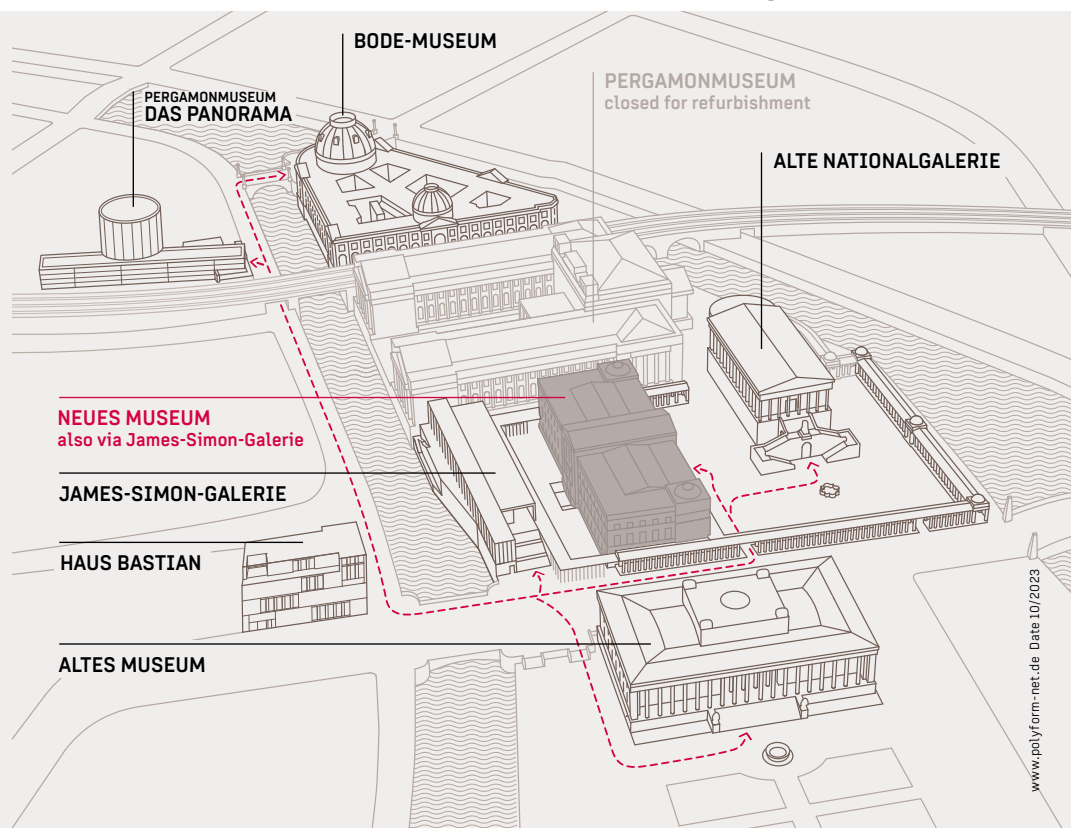 BODE-MUSEUM
PERGAMONMUSEUM
closed for refurbishment
PERGAMONMUSEUM
DAS PANORAMA
ALTE NATIONALGALERIE
NEUES MUSEUM
also via James-Simon-Galerie
JAMES-SIMON-GALERIE
HAUS BASTIAN
ALTES MUSEUM
www.polyform-net.de Date 10/2023